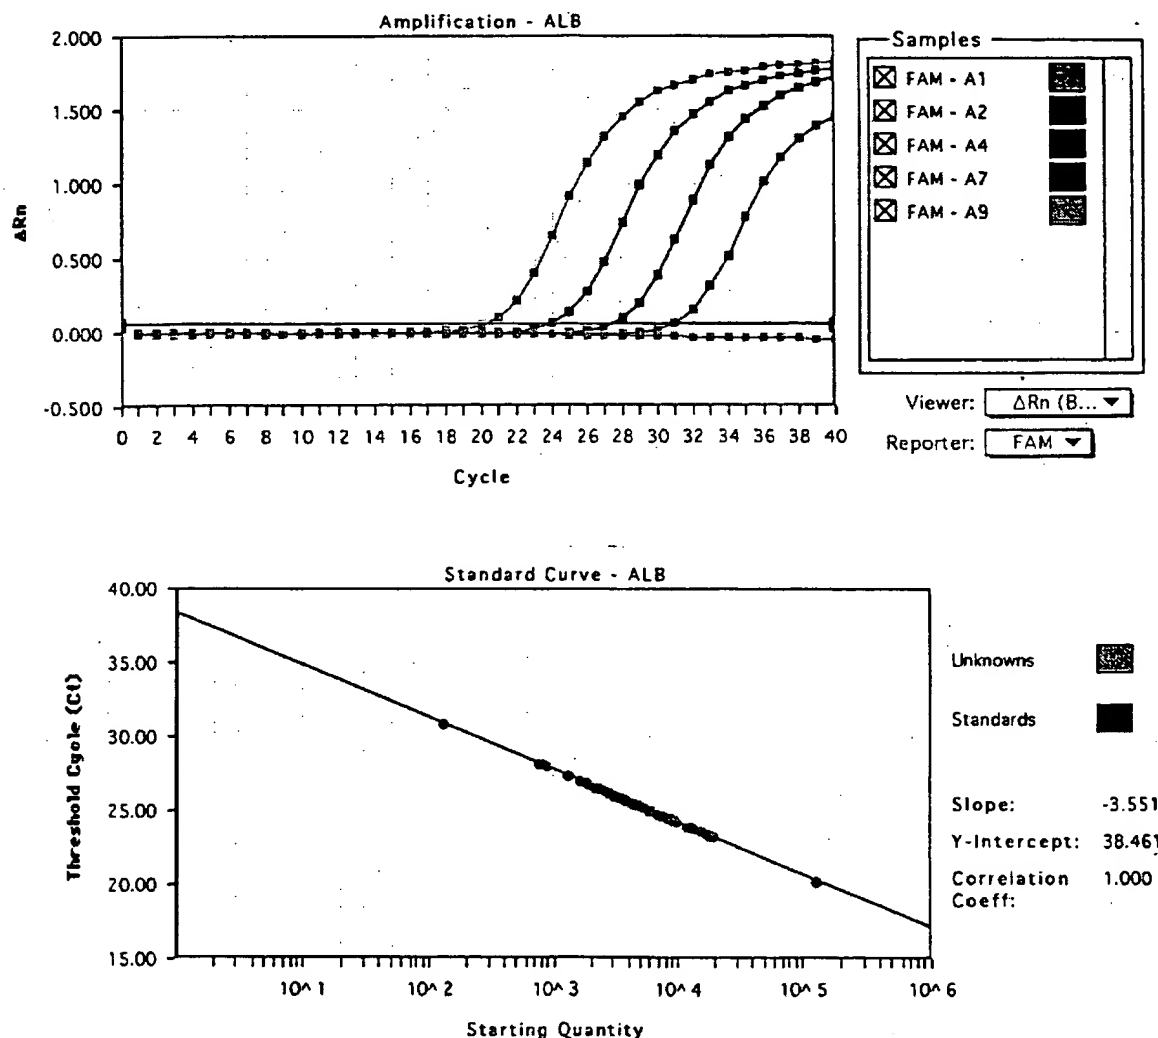 Amplification - ALB
2.000
1.500
1.000
0.500
0.000
-0.500
ΔRn
0 2 4 6 8 10 12 14 16 18 20 22 24 26 28 30 32 34 36 38 40
Cycle
Samples
FAM - A1
FAM - A2
FAM - A4
FAM - A7
FAM - A9
Viewer: ΔRn (B... ▼
Reporter: FAM ▼
Standard Curve - ALB
40.00
35.00
30.00
25.00
20.00
15.00
Threshold Cycle (Ct)
10^1 10^2 10^3 10^4 10^5 10^6
Starting Quantity
Unknowns
Standards
Slope: -3.551
Y-Intercept: 38.461
Correlation 1.000
Coeff: